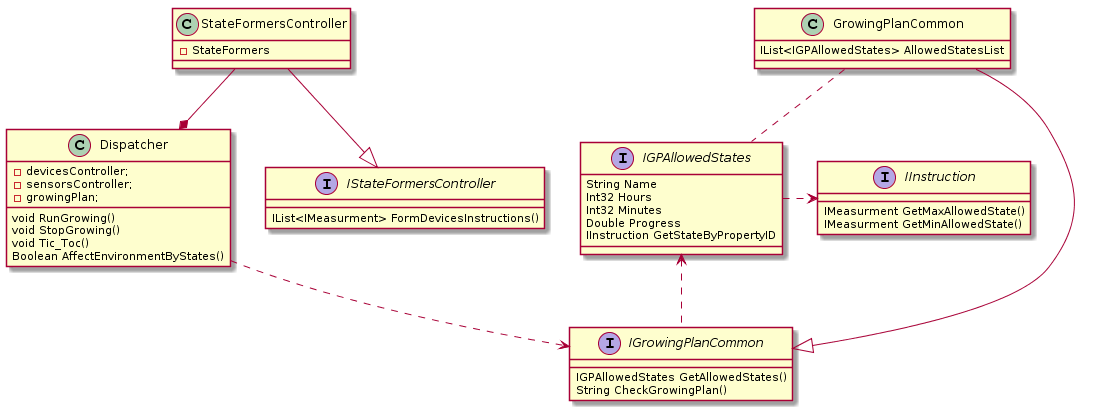 C StateFormersController
StateFormers
C GrowingPlanCommon
IList<IGPAllowedStates> AllowedStatesList
C Dispatcher
devicesController;
sensorsController;
growingPlan;
void RunGrowing()
void StopGrowing()
void Tic_Toc()
Boolean AffectEnvironmentByStates()
I IStateFormersController
IList<IMeasurment> FormDevicesInstructions()
I IGPAllowedStates
String Name
Int32 Hours
Int32 Minutes
Double Progress
IInstruction GetStateByPropertyID
I IInstruction
IMeasurment GetMaxAllowedState()
IMeasurment GetMinAllowedState()
I IGrowingPlanCommon
IGPAllowedStates GetAllowedStates()
String CheckGrowingPlan()